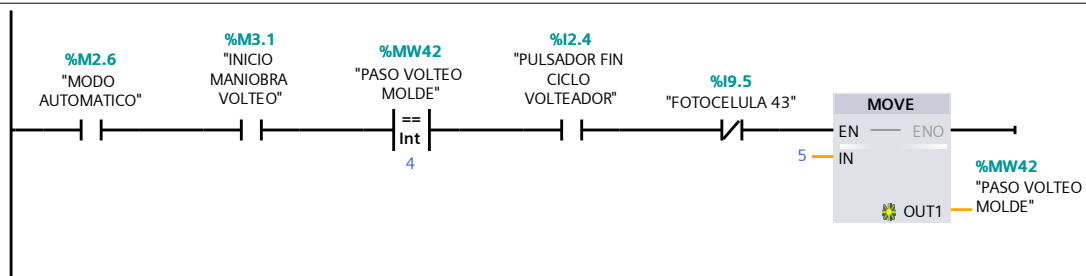 %M2.6
"MODO
AUTOMATICO"
%M3.1
"INICIO
MANIOBRA
VOLTEO"
%MW42
"PASO VOLTEO
MOLDE"
==
Int
4
%I2.4
"PULSADOR FIN
CICLO
VOLTEADOR"
%I9.5
"FOTOCELULA 43"
MOVE
EN
ENO
5
IN
OUT1
%MW42
"PASO VOLTEO
MOLDE"